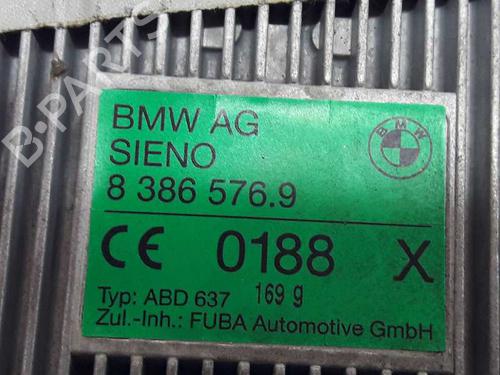 B-PARTS
BMW AG
BMW
SIENO
8 386 576.9
CE 0188 X
Typ: ABD 637 169 g
Zul.-Inh.: FUBA Automotive GmbH